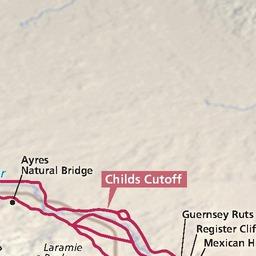 Ayres
Natural Bridge
Childs Cutoff
Guernsey Ruts
Register Clif
Mexican H
Laramie